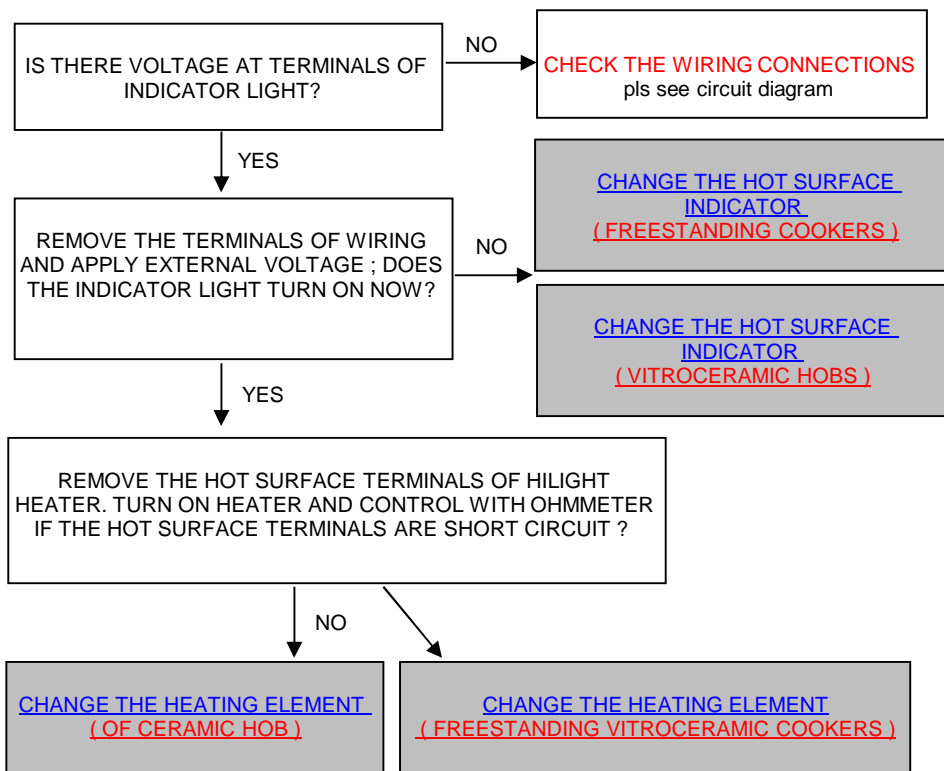 IS THERE VOLTAGE AT TERMINALS OF
INDICATOR LIGHT?
NO
CHECK THE WIRING CONNECTIONS
pls see circuit diagram
YES
CHANGE THE HOT SURFACE
INDICATOR
( FREESTANDING COOKERS )
REMOVE THE TERMINALS OF WIRING
AND APPLY EXTERNAL VOLTAGE ; DOES
THE INDICATOR LIGHT TURN ON NOW?
NO
CHANGE THE HOT SURFACE
INDICATOR
( VITROCERAMIC HOBS )
YES
REMOVE THE HOT SURFACE TERMINALS OF HILIGHT
HEATER. TURN ON HEATER AND CONTROL WITH OHMMETER
IF THE HOT SURFACE TERMINALS ARE SHORT CIRCUIT ?
NO
CHANGE THE HEATING ELEMENT
( OF CERAMIC HOB )
CHANGE THE HEATING ELEMENT
( FREESTANDING VITROCERAMIC COOKERS )